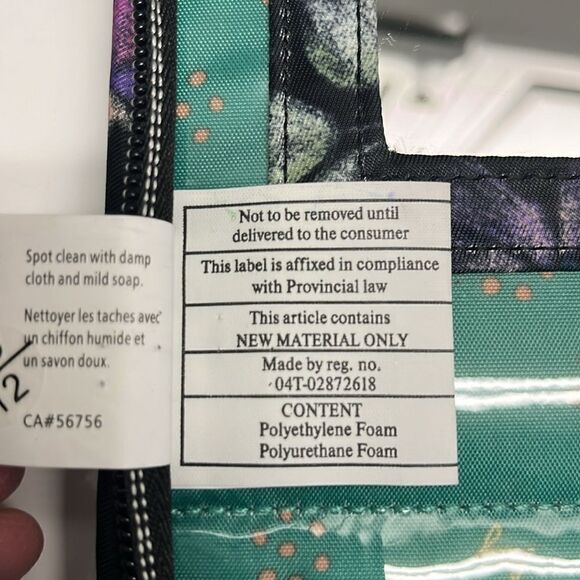 Spot clean with damp
cloth and mild soap.
Nettoyer les taches avec
un chiffon humide et
un savon doux.
CA#56756
Not to be removed until
delivered to the consumer
This label is affixed in compliance
with Provincial law
This article contains
NEW MATERIAL ONLY
Made by reg. no.
04T-02872618
CONTENT
Polyethylene Foam
Polyurethane Foam